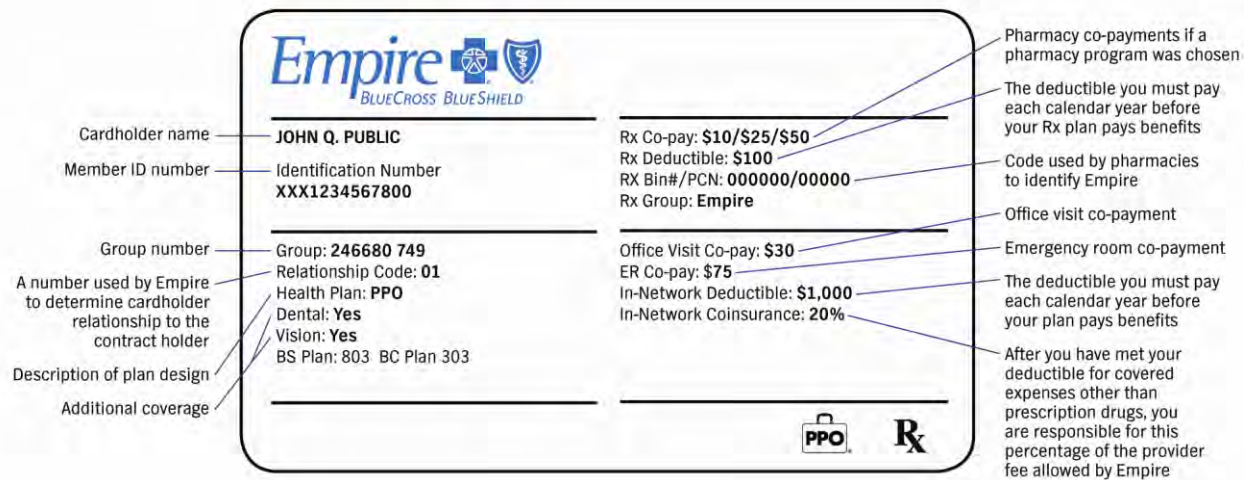 Empire
BLUECROSS BLUESHIELD
Cardholder name
JOHN Q. PUBLIC
Member ID number
Identification Number
XXX1234567800
Group number
Group: 246680 749
A number used by Empire
to determine cardholder
relationship to the
contract holder
Relationship Code: 01
Health Plan: PPO
Dental: Yes
Vision: Yes
BS Plan: 803 BC Plan 303
Description of plan design
Additional coverage
Rx Co-pay: $10/$25/$50
Rx Deductible: $100
RX Bin#/PCN: 000000/00000
Rx Group: Empire
Office Visit Co-pay: $30
ER Co-pay: $75
In-Network Deductible: $1,000
In-Network Coinsurance: 20%
PPO
Rx
Pharmacy co-payments if a
pharmacy program was chosen
The deductible you must pay
each calendar year before
your Rx plan pays benefits
Code used by pharmacies
to identify Empire
Office visit co-payment
Emergency room co-payment
The deductible you must pay
each calendar year before
your plan pays benefits
After you have met your
deductible for covered
expenses other than
prescription drugs, you
are responsible for this
percentage of the provider
fee allowed by Empire